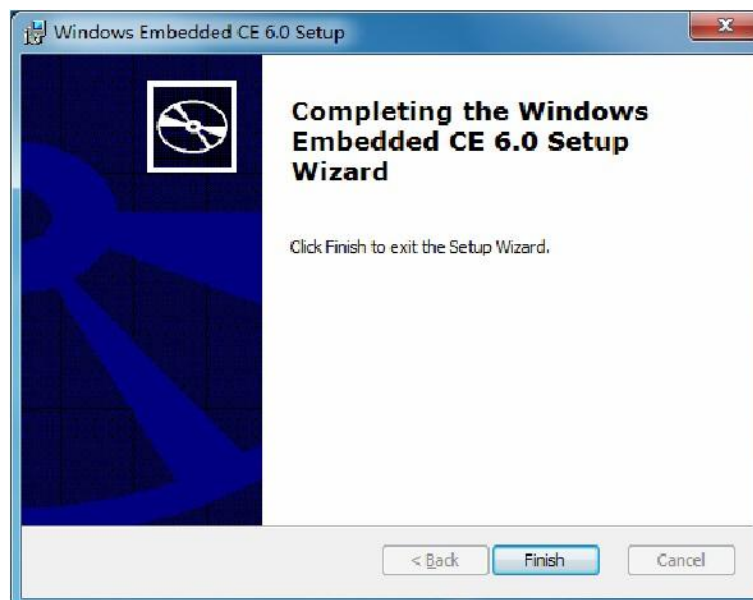 Windows Embedded CE 6.0 Setup
Completing the Windows
Embedded CE 6.0 Setup
Wizard
Click Finish to exit the Setup Wizard.
< Back Finish Cancel